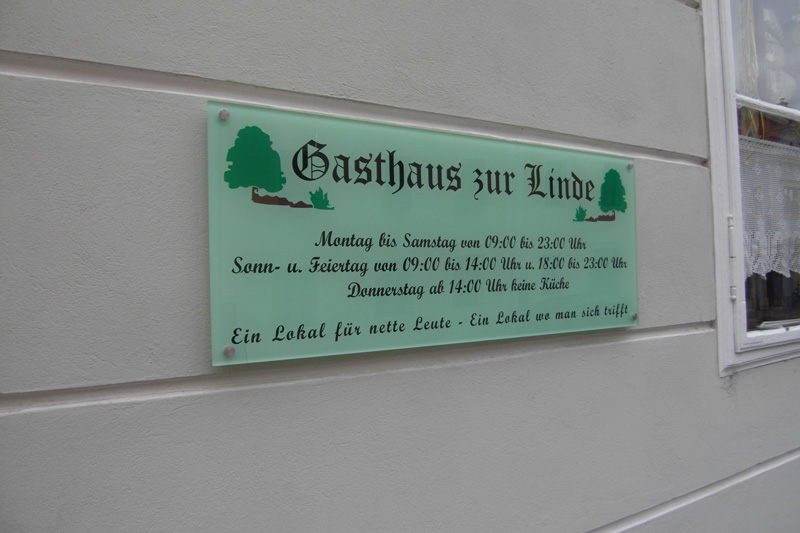 Gasthaus zur Linde
Montag bis Samstag von 09:00 bis 23:00 Uhr
Sonn- u. Feiertag von 09:00 bis 14:00 Uhr u. 18:00 bis 23:00 Uhr
Donnerstag ab 14:00 Uhr keine Küche
Ein Lokal für nette Leute - Ein Lokal wo man sich trifft